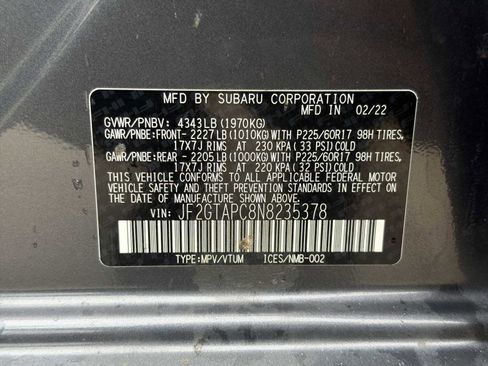 MFD BY SUBARU CORPORATION
MFD IN 02/22
GVWR/PNBV: 4343LB (1970KG)
GAWR/PNBE:FRONT- 2227LB(1010KG)WITH P225/60R17 98H TIRES,
17X7J RIMS AT 230 KPA (33 PSI)COLD
GAWR/PNBE:REAR - 2205LB(1000KG)WITH P225/60R17 98H TIRES,
17X7J RIMS AT 220 KPA (32 PSI)COLD
THIS VEHICLE CONFORMS TO ALL APPLICABLE FEDERAL MOTOR
VEHICLE SAFETY AND THEFT PREVENTION STANDARDS IN EFFECT
ON THE DATE OF MANUFACTURE SHOWN ABOVE.
VIN: JF2GTAPC8N8235378
TYPE:MPV/VTUM ICES/NMB-002